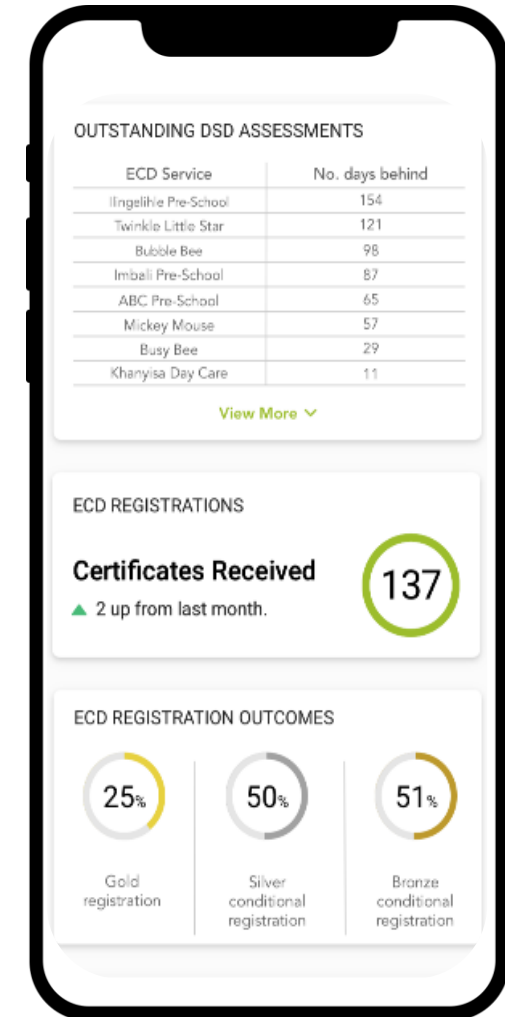 OUTSTANDING DSD ASSESSMENTS
ECD Service No. days behind
Ilingelihle Pre-School 154
Twinkle Little Star 121
Bubble Bee 98
Imbali Pre-School 87
ABC Pre-School 65
Mickey Mouse 57
Busy Bee 29
Khanyisa Day Care 11
View More
ECD REGISTRATIONS
Certificates Received
2 up from last month.
137
ECD REGISTRATION OUTCOMES
25% 50% 51%
Gold Silver Bronze
registration conditional conditional
registration registration